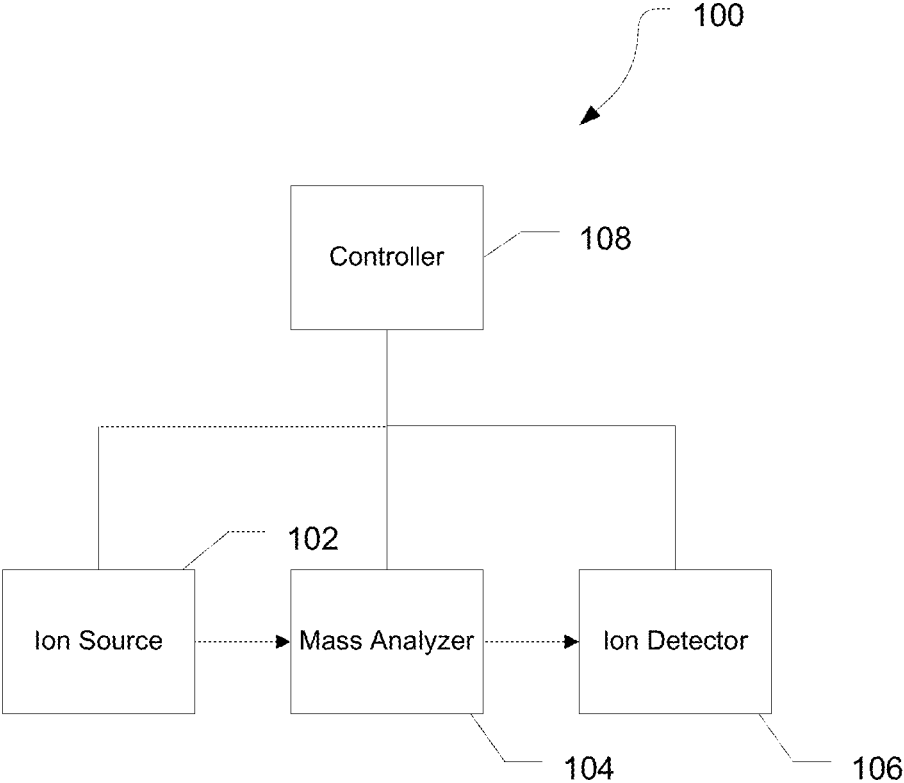 100
Controller
108
102
Ion Source
Mass Analyzer
Ion Detector
104
106